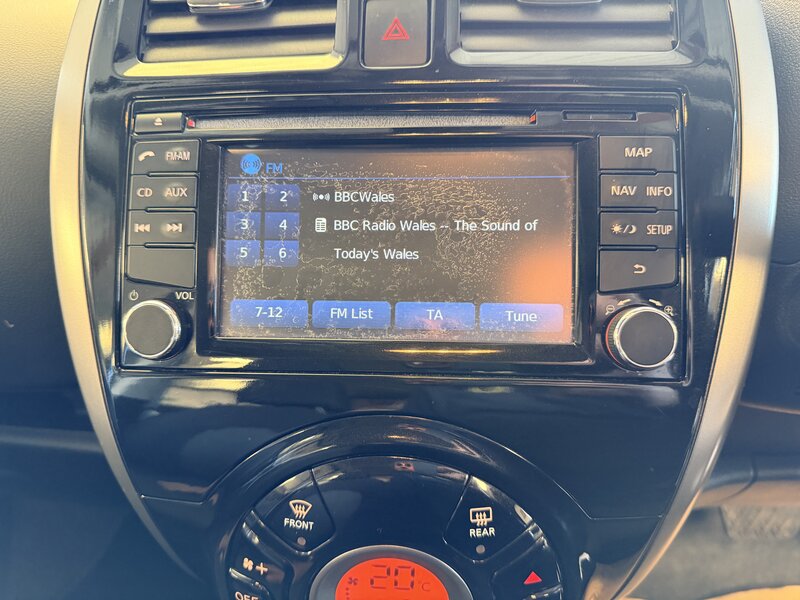 FM-AM
CD AUX
VOL
FM
1 2
3 4
5 6
BBCWales
BBC Radio Wales -- The Sound of
Today's Wales
7-12
FM List
TA
Tune
MAP
NAV INFO
SETUP
FRONT
REAR
OFF
20°C